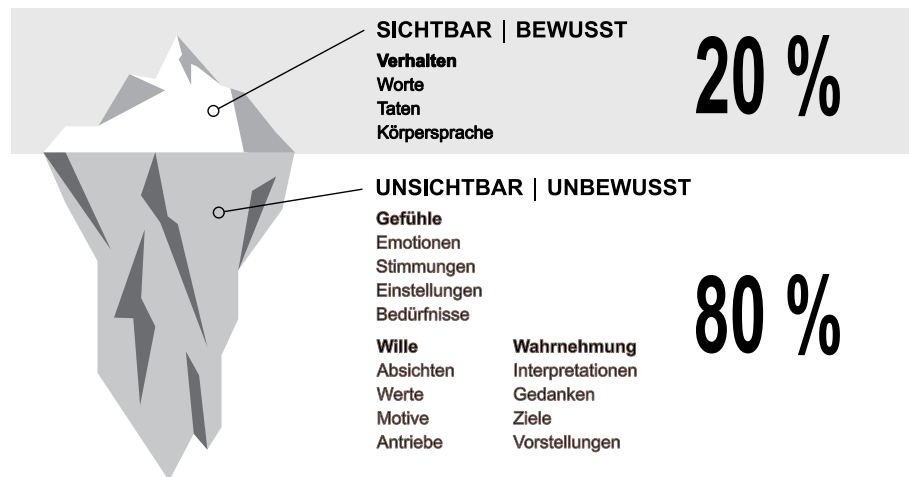 SICHTBAR | BEWUSST
Verhalten
Worte
Taten
Körpersprache
20 %
UNSICHTBAR | UNBEWUSST
Gefühle
Emotionen
Stimmungen
Einstellungen
Bedürfnisse
80 %
Wille
Absichten
Werte
Motive
Antriebe
Wahrnehmung
Interpretationen
Gedanken
Ziele
Vorstellungen